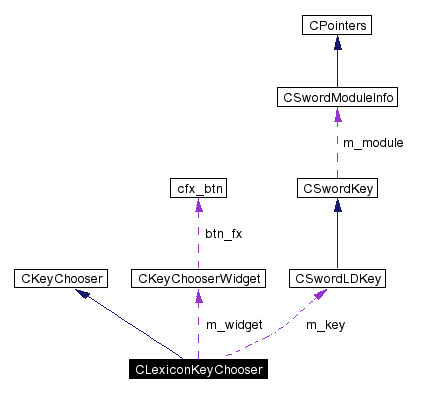 CPointers
CSwordModuleInfo
m_module
cfx_btn
CSwordKey
btn_fx
CKeyChooser
CKeyChooserWidget
CSwordLDKey
m_widget
m_key
CLexiconKeyChooser